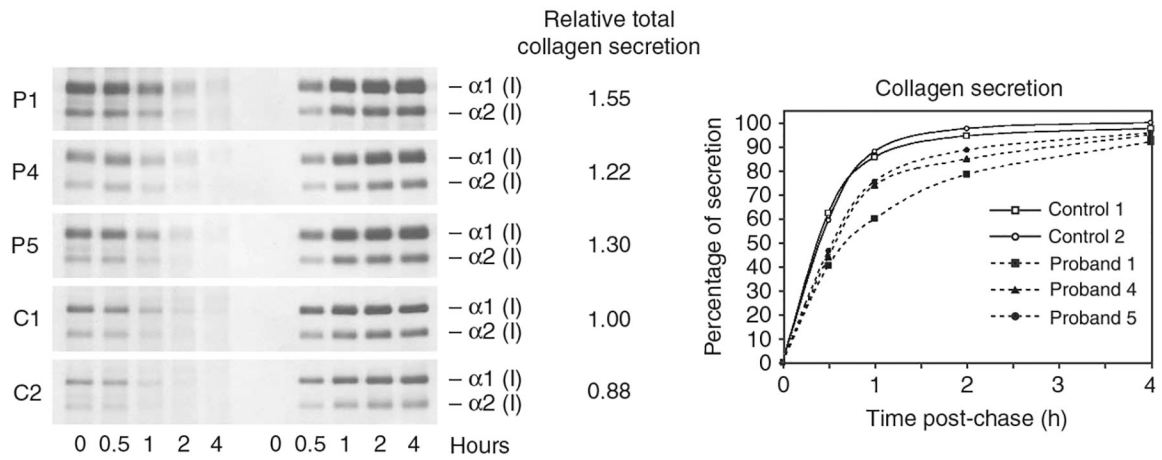 Relative total
collagen secretion
P1
– α1 (I)
– α2 (I)
1.55
P4
– α1 (I)
– α2 (I)
1.22
P5
– α1 (I)
– α2 (I)
1.30
C1
– α1 (I)
– α2 (I)
1.00
C2
– α1 (I)
– α2 (I)
0.88
0 0.5 1 2 4 0 0.5 1 2 4 Hours
Collagen secretion
Percentage of secretion
100
90
80
70
60
50
40
30
20
10
0
Control 1
Control 2
Proband 1
Proband 4
Proband 5
0 1 2 3 4
Time post-chase (h)